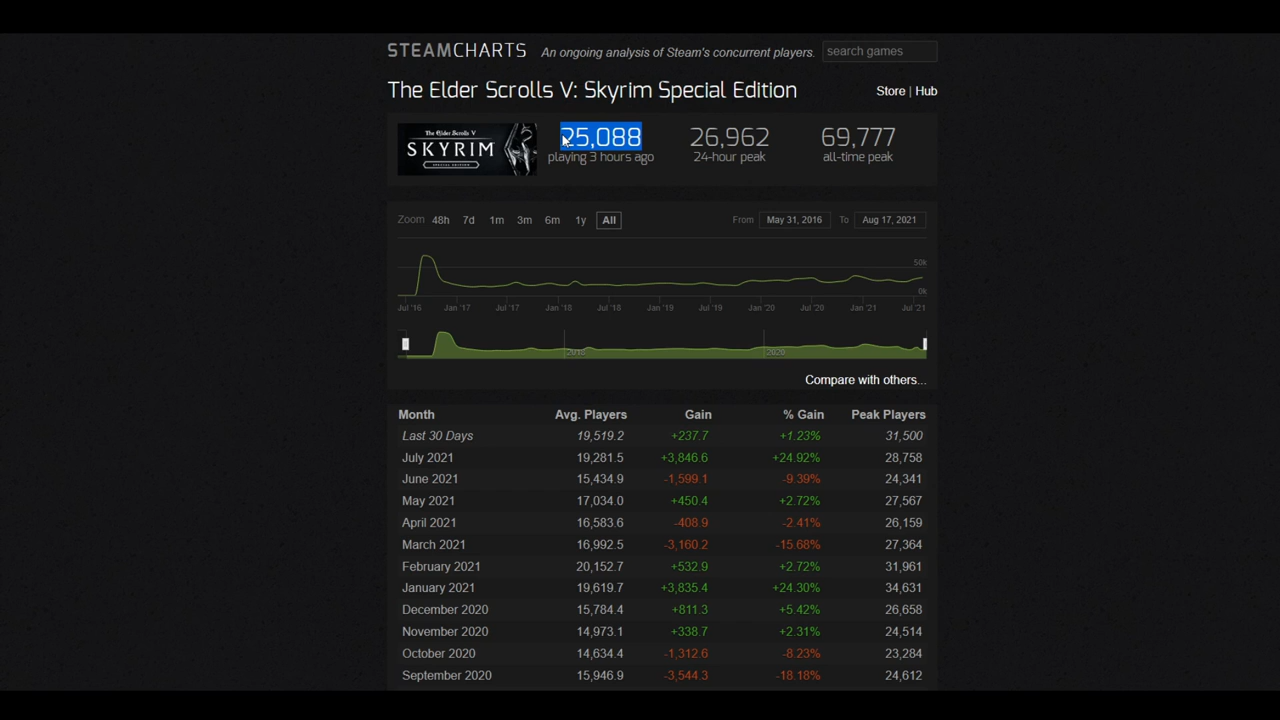 STEAMCHARTS An ongoing analysis of Steam's concurrent players. search games
The Elder Scrolls V: Skyrim Special Edition Store | Hub
The Elder Scrolls V
SKYRIM
SPECIAL EDITION
25,088 26,962 69,777
playing 3 hours ago 24-hour peak all-time peak
Zoom 48h 7d 1m 3m 6m 1y All From May 31, 2016 To Aug 17, 2021
50k
0k
Jul '16 Jan '17 Jul '17 Jan '18 Jul '18 Jan '19 Jul '19 Jan '20 Jul '20 Jan '21 Jul '21
2018 2020
Compare with others...
Month Avg. Players Gain % Gain Peak Players
Last 30 Days 19,519.2 +237.7 +1.23% 31,500
July 2021 19,281.5 +3,846.6 +24.92% 28,758
June 2021 15,434.9 -1,599.1 -9.39% 24,341
May 2021 17,034.0 +450.4 +2.72% 27,567
April 2021 16,583.6 -408.9 -2.41% 26,159
March 2021 16,992.5 -3,160.2 -15.68% 27,364
February 2021 20,152.7 +532.9 +2.72% 31,961
January 2021 19,619.7 +3,835.4 +24.30% 34,631
December 2020 15,784.4 +811.3 +5.42% 26,658
November 2020 14,973.1 +338.7 +2.31% 24,514
October 2020 14,634.4 -1,312.6 -8.23% 23,284
September 2020 15,946.9 -3,544.3 -18.18% 24,612